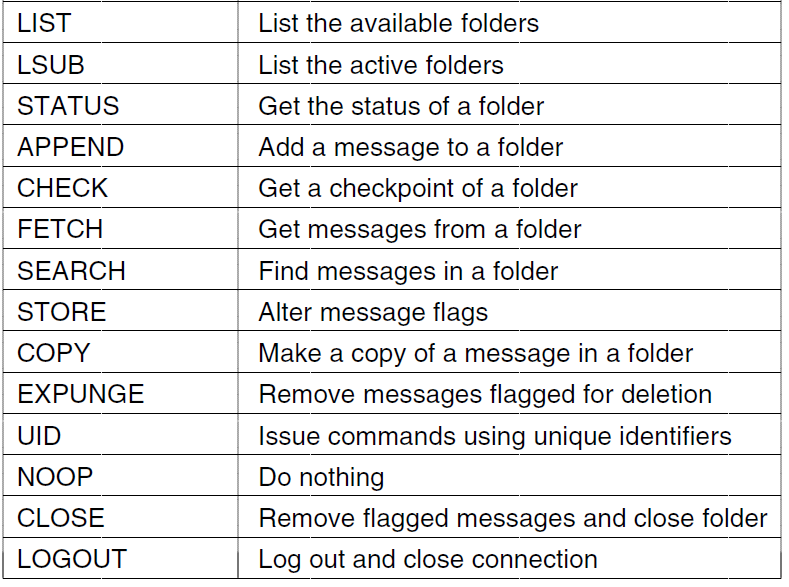 LIST List the available folders
LSUB List the active folders
STATUS Get the status of a folder
APPEND Add a message to a folder
CHECK Get a checkpoint of a folder
FETCH Get messages from a folder
SEARCH Find messages in a folder
STORE Alter message flags
COPY Make a copy of a message in a folder
EXPUNGE Remove messages flagged for deletion
UID Issue commands using unique identifiers
NOOP Do nothing
CLOSE Remove flagged messages and close folder
LOGOUT Log out and close connection